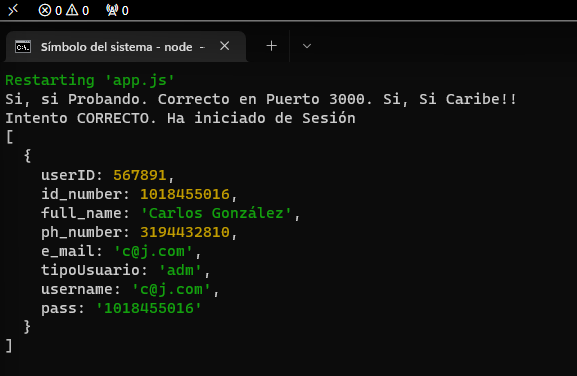 0 0 0
Símbolo del sistema - node -
Restarting 'app.js'
Si, si Probando. Correcto en Puerto 3000. Si, Si Caribe!!
Intento CORRECTO. Ha iniciado de Sesión
[
  {
    userID: 567891,
    id_number: 1018455016,
    full_name: 'Carlos González',
    ph_number: 3194432810,
    e_mail: 'c@j.com',
    tipoUsuario: 'adm',
    username: 'c@j.com',
    pass: '1018455016'
  }
]